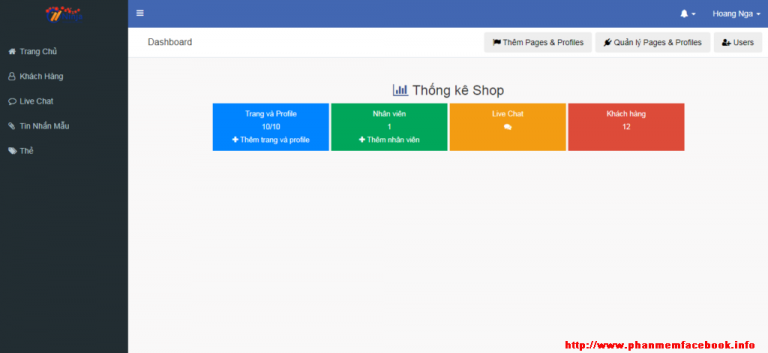 Hoang Nga
Dashboard
Thêm Pages & Profiles
Quản lý Pages & Profiles
Users
Trang Chủ
Khách Hàng
Live Chat
Tin Nhắn Mẫu
Thẻ
Thống kê Shop
Trang và Profile
10/10
Thêm trang và profile
Nhân viên
1
Thêm nhân viên
Live Chat
Khách hàng
12
http://www.phanmemfacebook.info